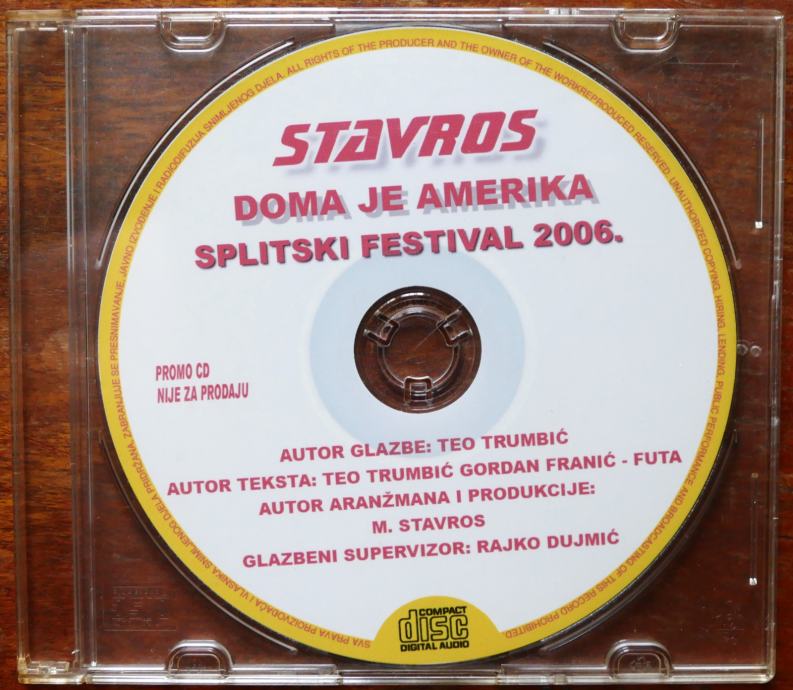 STAVROS
DOMA JE AMERIKA
SPLITSKI FESTIVAL 2006.
PROMO CD
NIJE ZA PRODAJU
AUTOR GLAZBE: TEO TRUMBIĆ
AUTOR TEKSTA: TEO TRUMBIĆ GORDAN FRANIĆ - FUTA
AUTOR ARANŽMANA I PRODUKCIJE:
M. STAVROS
GLAZBENI SUPERVIZOR: RAJKO DUJMIĆ
COMPACT
disc
DIGITAL AUDIO
SVA PRAVA PROIZVOĐAČA I VLASNIKA SNIMLJENOG DJELA PRIDRŽANA. ZABRANJUJE SE PRESNIMAVANJE, JAVNO IZVOĐENJE I RADIODIFUZIJA SNIMLJENOG DJELA. ALL RIGHTS OF THE PRODUCER AND THE OWNER OF THE WORKREPRODUCED RESERVED. UNAUTHORIZED COPYING, HIRING, LENDING, PUBLIC PERFORMANCE AND BROADCASTING OF THIS RECORD PROHIBITED.